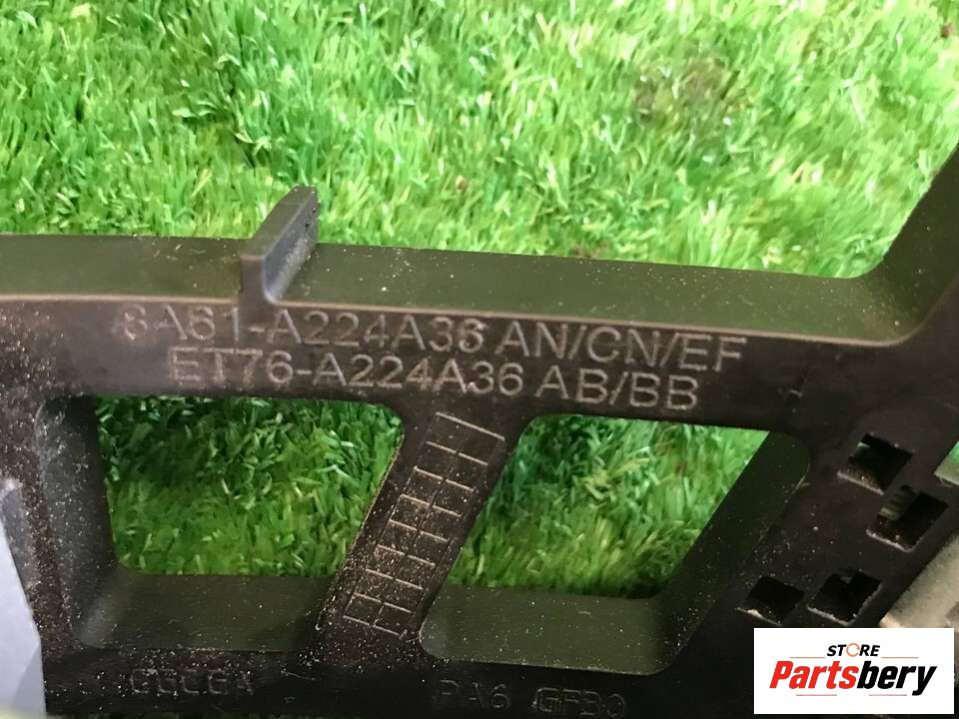 8A61-A224A36 AN/CN/EF
ET76-A224A36 AB/BB
PA6 GF30
STORE
Partsbery